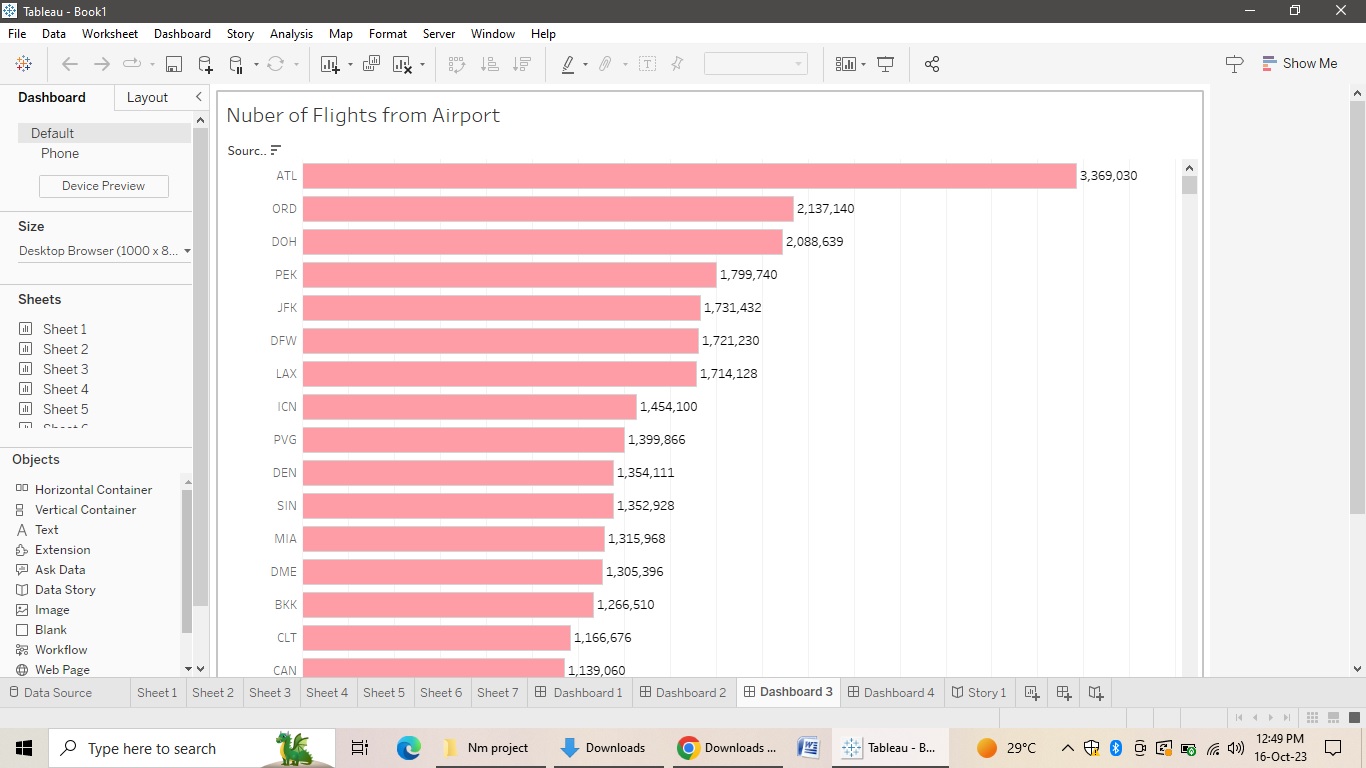 Tableau - Book1
File Data Worksheet Dashboard Story Analysis Map Format Server Window Help
Show Me
Dashboard Layout
Default
Phone
Device Preview
Size
Desktop Browser (1000 x 8...
Sheets
Sheet 1
Sheet 2
Sheet 3
Sheet 4
Sheet 5
Objects
Horizontal Container
Vertical Container
Text
Extension
Ask Data
Data Story
Image
Blank
Workflow
Web Page
Nuber of Flights from Airport
Sourc..
ATL 3,369,030
ORD 2,137,140
DOH 2,088,639
PEK 1,799,740
JFK 1,731,432
DFW 1,721,230
LAX 1,714,128
ICN 1,454,100
PVG 1,399,866
DEN 1,354,111
SIN 1,352,928
MIA 1,315,968
DME 1,305,396
BKK 1,266,510
CLT 1,166,676
CAN 1,139,060
Data Source Sheet 1 Sheet 2 Sheet 3 Sheet 4 Sheet 5 Sheet 6 Sheet 7 Dashboard 1 Dashboard 2 Dashboard 3 Dashboard 4 Story 1
Type here to search Nm project Downloads Downloads ... Tableau - B... 29°C 12:49 PM
16-Oct-23